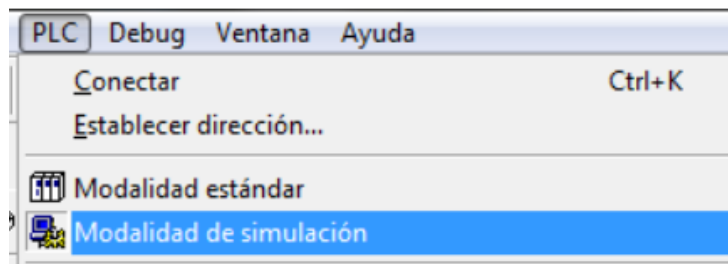 PLC Debug Ventana Ayuda
Conectar Ctrl+K
Establecer dirección...
Modalidad estándar
Modalidad de simulación